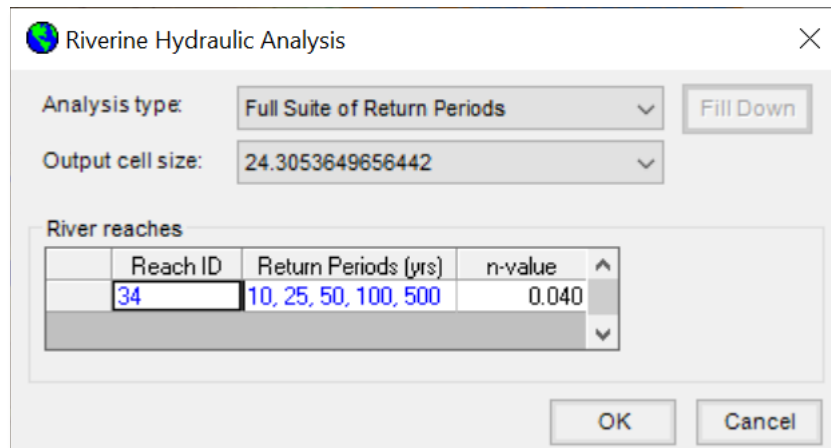 Riverine Hydraulic Analysis
Analysis type: Full Suite of Return Periods Fill Down
Output cell size: 24.3053649656442
River reaches
Reach ID Return Periods (yrs) n-value
34 10, 25, 50, 100, 500 0.040
OK Cancel